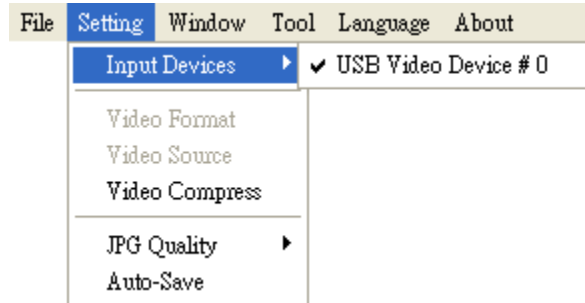 File Setting Window Tool Language About
Input Devices ✔ USB Video Device # 0
Video Format
Video Source
Video Compress
JPG Quality
Auto-Save